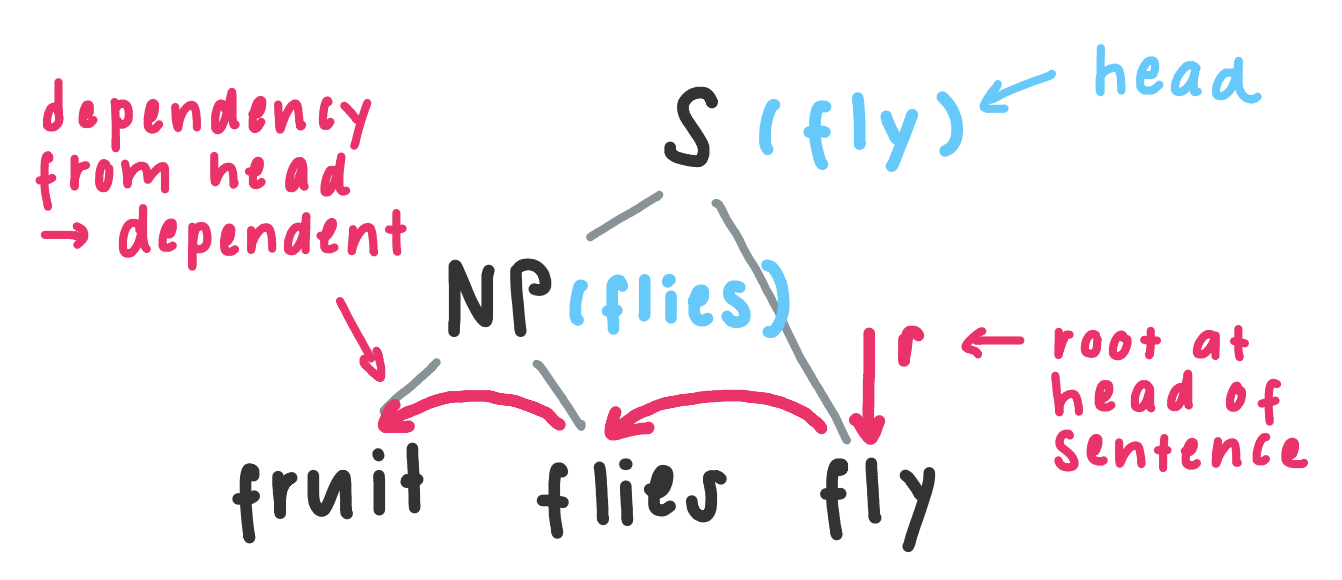 dependency
from head
→ dependent
S (fly) ← head
NP (flies)
r ← root at
head of
sentence
fruit flies fly